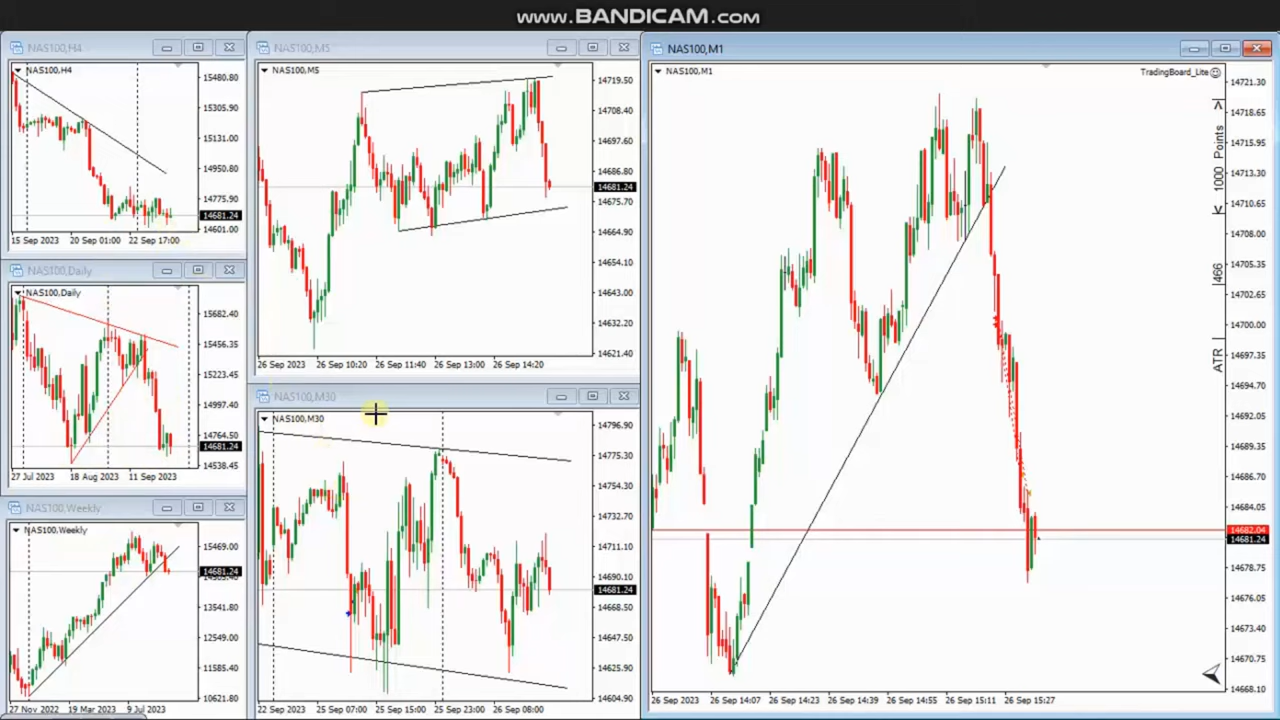 www.BANDICAM.com
NAS100,H4
NAS100,H4
15480.80
15305.90
15131.00
14950.80
14775.90
14681.24
14601.00
15 Sep 2023 20 Sep 01:00 22 Sep 17:00
NAS100,Daily
NAS100,Daily
15682.40
15456.35
15223.45
14997.40
14764.50
14681.24
14538.45
27 Jul 2023 18 Aug 2023 11 Sep 2023
NAS100,Weekly
NAS100,Weekly
15469.00
14681.24
13541.80
12549.00
11585.40
10621.80
27 Nov 2022 19 Mar 2023 9 Jul 2023
NAS100,M5
NAS100,M5
14719.50
14708.40
14697.60
14686.80
14681.24
14675.70
14664.90
14654.10
14643.00
14632.20
14621.40
26 Sep 2023 26 Sep 10:20 26 Sep 11:40 26 Sep 13:00 26 Sep 14:20
NAS100,M30
NAS100,M30
14796.90
14775.30
14754.30
14732.70
14711.10
14690.10
14681.24
14668.50
14647.50
14625.90
14604.90
22 Sep 2023 25 Sep 07:00 25 Sep 15:00 25 Sep 23:00 26 Sep 08:00
NAS100,M1
NAS100,M1
TradingBoard_Lite
14721.30
14718.65
14715.95
14713.30
14710.65
14708.00
14705.35
14702.65
14700.00
14697.35
14694.70
14692.05
14689.35
14686.70
14684.05
14682.04
14681.24
14678.75
14676.05
14673.40
14670.75
14668.10
< 1000 Points >
ATR |466
26 Sep 2023 26 Sep 14:07 26 Sep 14:23 26 Sep 14:39 26 Sep 14:55 26 Sep 15:11 26 Sep 15:27